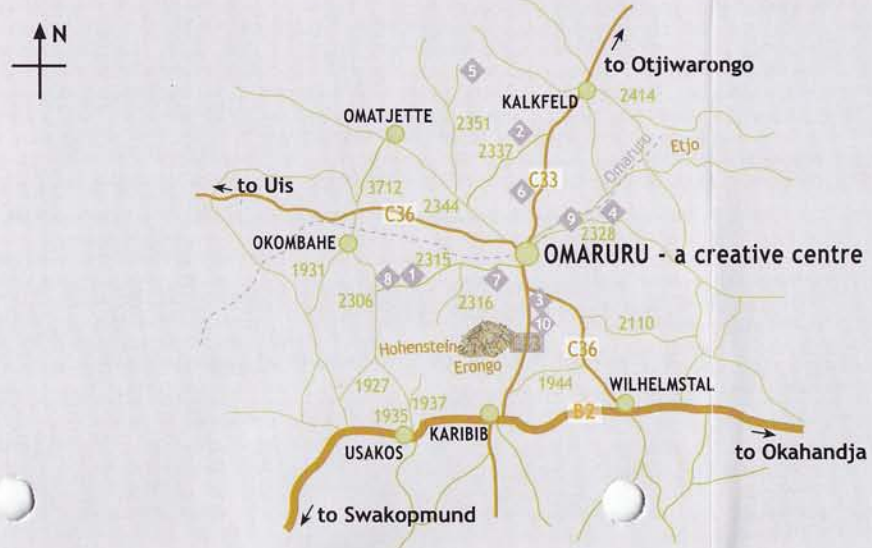 N
to Otjiwarongo
5
KALKFELD
2414
OMATJETTE
2351
2
2337
Omaruru
Etjo
to Uis
3712
C33
6
2344
C36
9
4
2328
OKOMBAHE
OMARURU - a creative centre
1931
2315
8
1
7
2306
2316
3
10
2110
Hohenstein
Erongo
C36
1927
1944
WILHELMSTAL
1937
1935
KARIBIB
B2
USAKOS
to Okahandja
to Swakopmund